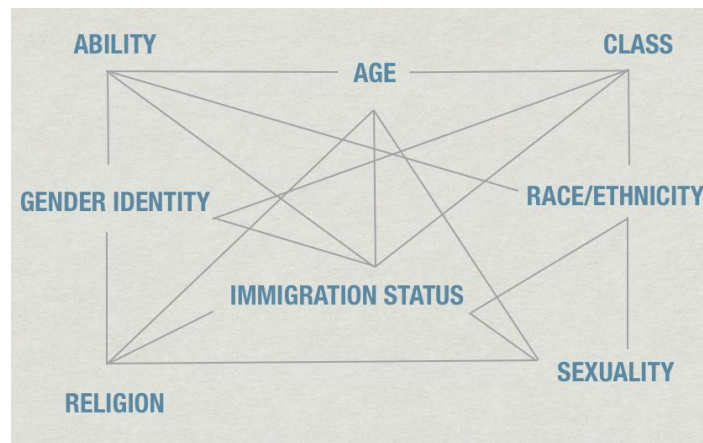 ABILITY
CLASS
AGE
GENDER IDENTITY
RACE/ETHNICITY
IMMIGRATION STATUS
SEXUALITY
RELIGION